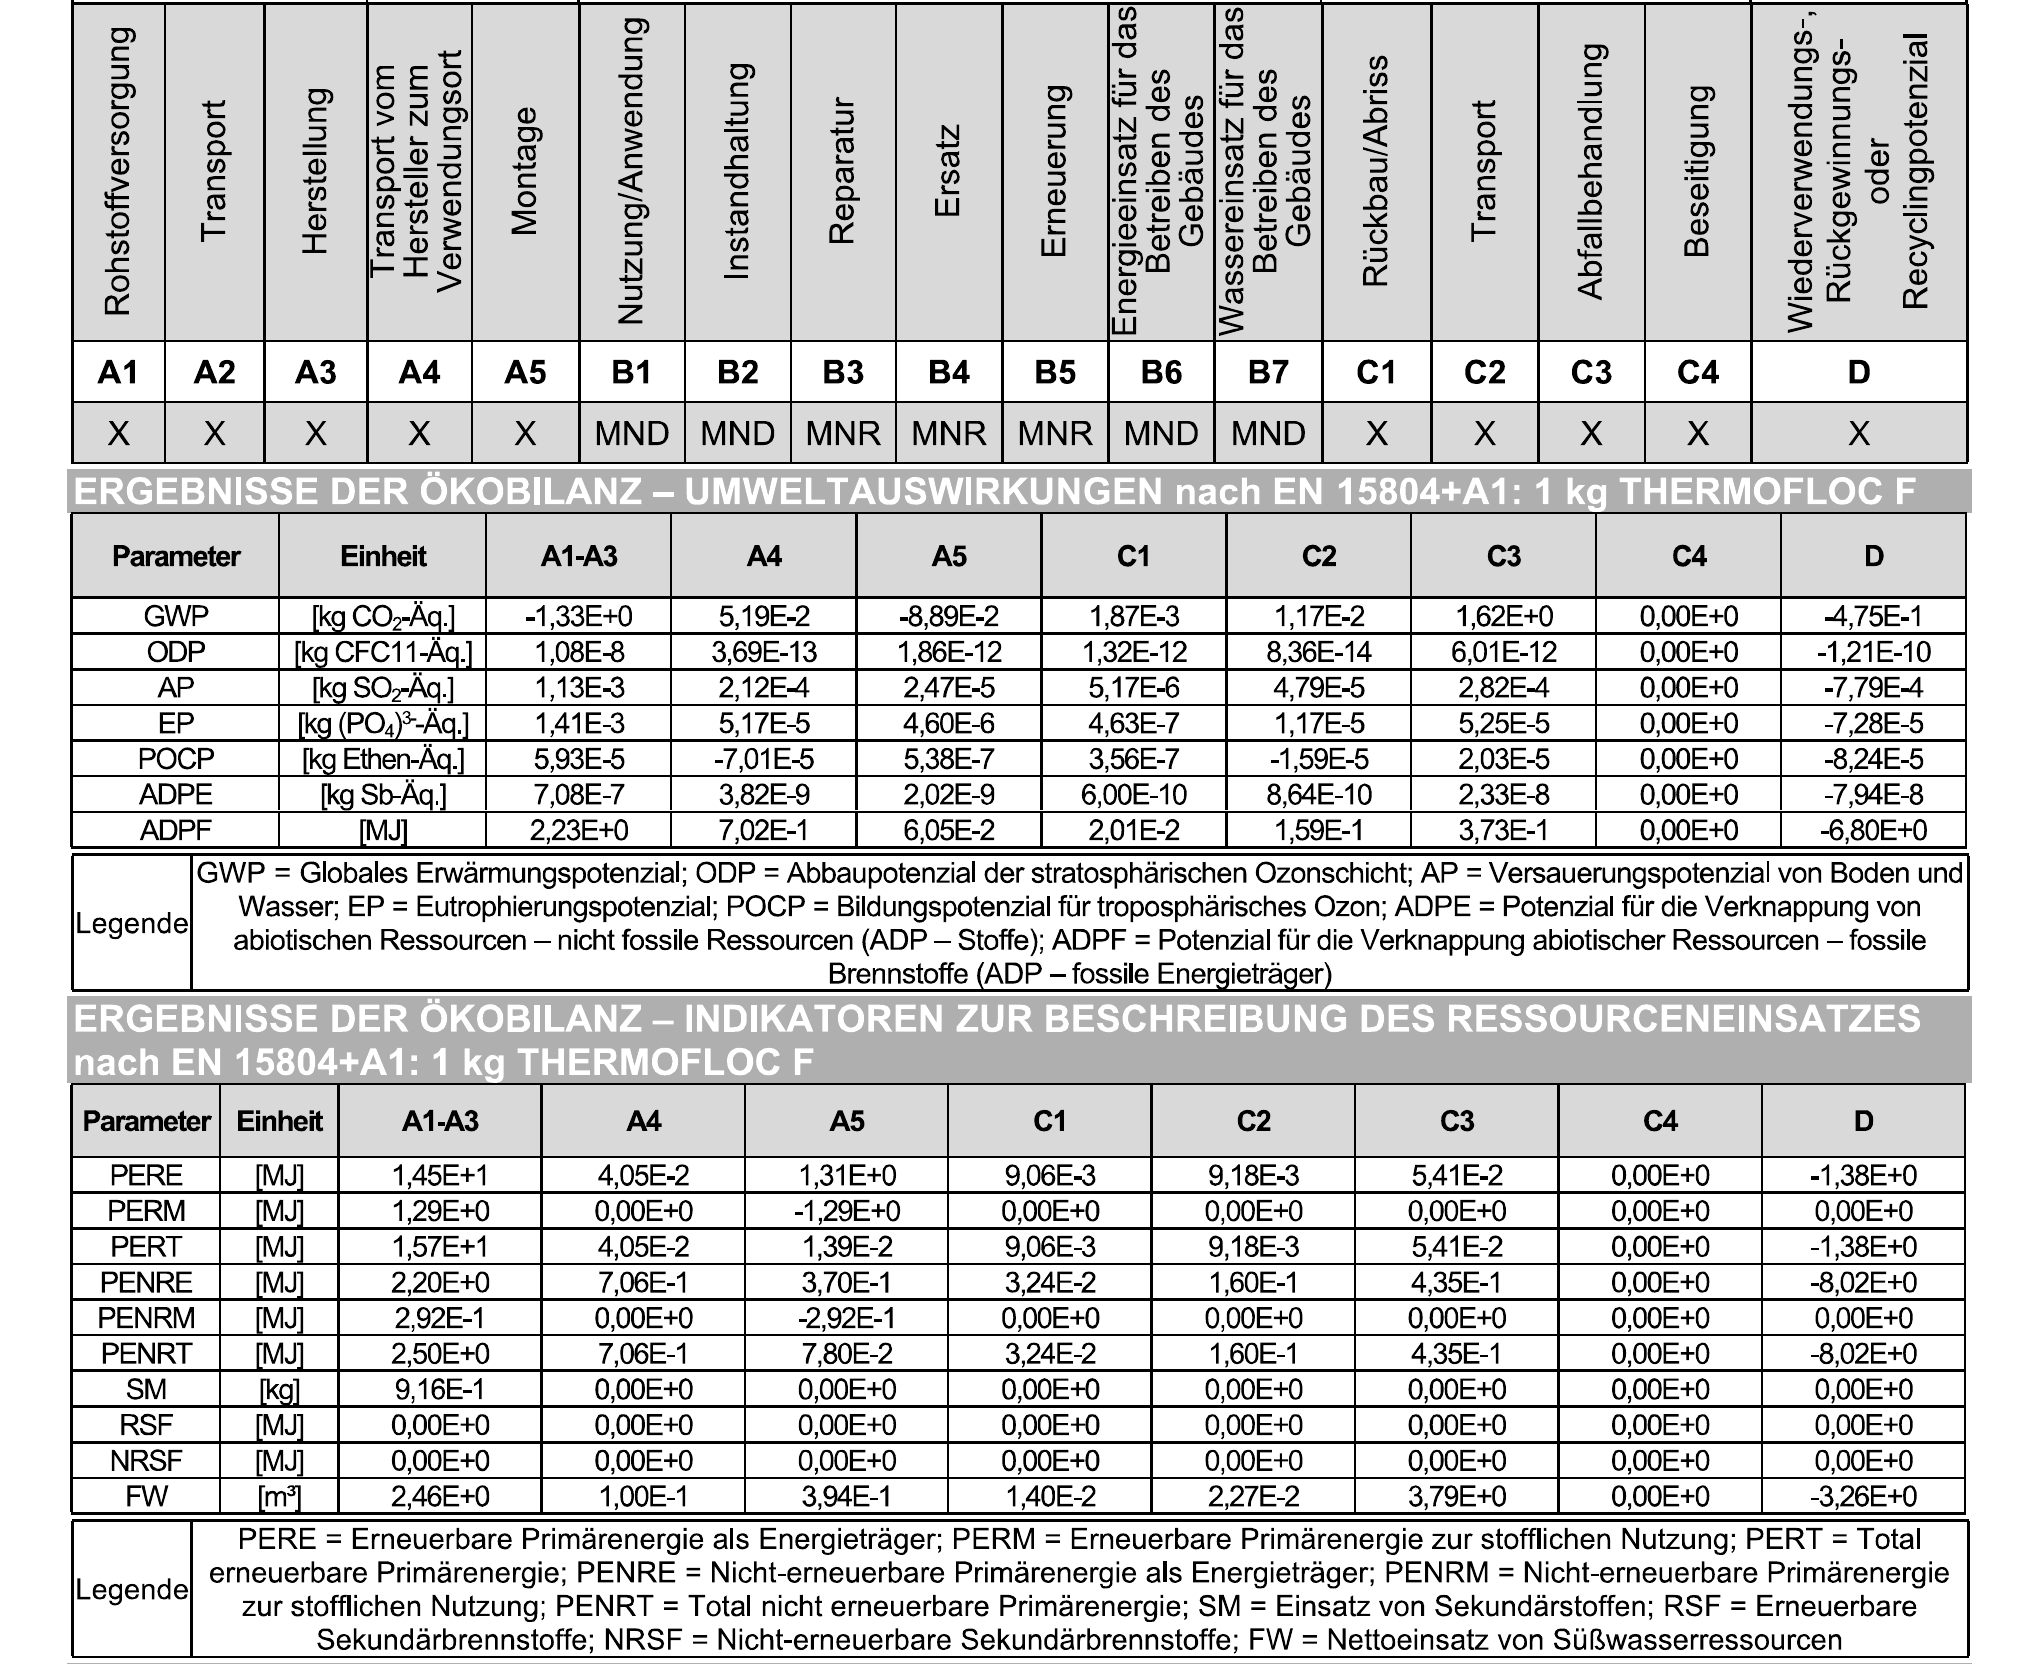 Rohstoffversorgung
Transport
Herstellung
Transport vom
Hersteller zum
Verwendungsort
Montage
Nutzung/Anwendung
Instandhaltung
Reparatur
Ersatz
Erneuerung
Energieeinsatz für das
Betreiben des
Gebäudes
Wassereinsatz für das
Betreiben des
Gebäudes
Rückbau/Abriss
Transport
Abfallbehandlung
Beseitigung
Wiederverwendungs-,
Rückgewinnungs-
oder
Recyclingpotenzial
A1 A2 A3 A4 A5 B1 B2 B3 B4 B5 B6 B7 C1 C2 C3 C4 D
X X X X X MND MND MNR MNR MNR MND MND X X X X X
ERGEBNISSE DER ÖKOBILANZ – UMWELTAUSWIRKUNGEN nach EN 15804+A1: 1 kg THERMOFLOC F
Parameter Einheit A1-A3 A4 A5 C1 C2 C3 C4 D
GWP [kg CO2-Äq.] -1,33E+0 5,19E-2 -8,89E-2 1,87E-3 1,17E-2 1,62E+0 0,00E+0 -4,75E-1
ODP [kg CFC11-Äq.] 1,08E-8 3,69E-13 1,86E-12 1,32E-12 8,36E-14 6,01E-12 0,00E+0 -1,21E-10
AP [kg SO2-Äq.] 1,13E-3 2,12E-4 2,47E-5 5,17E-6 4,79E-5 2,82E-4 0,00E+0 -7,79E-4
EP [kg (PO4)3--Äq.] 1,41E-3 5,17E-5 4,60E-6 4,63E-7 1,17E-5 5,25E-5 0,00E+0 -7,28E-5
POCP [kg Ethen-Äq.] 5,93E-5 -7,01E-5 5,38E-7 3,56E-7 -1,59E-5 2,03E-5 0,00E+0 -8,24E-5
ADPE [kg Sb-Äq.] 7,08E-7 3,82E-9 2,02E-9 6,00E-10 8,64E-10 2,33E-8 0,00E+0 -7,94E-8
ADPF [MJ] 2,23E+0 7,02E-1 6,05E-2 2,01E-2 1,59E-1 3,73E-1 0,00E+0 -6,80E+0
Legende
GWP = Globales Erwärmungspotenzial; ODP = Abbaupotenzial der stratosphärischen Ozonschicht; AP = Versauerungspotenzial von Boden und
Wasser; EP = Eutrophierungspotenzial; POCP = Bildungspotenzial für troposphärisches Ozon; ADPE = Potenzial für die Verknappung von
abiotischen Ressourcen – nicht fossile Ressourcen (ADP – Stoffe); ADPF = Potenzial für die Verknappung abiotischer Ressourcen – fossile
Brennstoffe (ADP – fossile Energieträger)
ERGEBNISSE DER ÖKOBILANZ – INDIKATOREN ZUR BESCHREIBUNG DES RESSOURCENEINSATZES
nach EN 15804+A1: 1 kg THERMOFLOC F
Parameter Einheit A1-A3 A4 A5 C1 C2 C3 C4 D
PERE [MJ] 1,45E+1 4,05E-2 1,31E+0 9,06E-3 9,18E-3 5,41E-2 0,00E+0 -1,38E+0
PERM [MJ] 1,29E+0 0,00E+0 -1,29E+0 0,00E+0 0,00E+0 0,00E+0 0,00E+0 0,00E+0
PERT [MJ] 1,57E+1 4,05E-2 1,39E-2 9,06E-3 9,18E-3 5,41E-2 0,00E+0 -1,38E+0
PENRE [MJ] 2,20E+0 7,06E-1 3,70E-1 3,24E-2 1,60E-1 4,35E-1 0,00E+0 -8,02E+0
PENRM [MJ] 2,92E-1 0,00E+0 -2,92E-1 0,00E+0 0,00E+0 0,00E+0 0,00E+0 0,00E+0
PENRT [MJ] 2,50E+0 7,06E-1 7,80E-2 3,24E-2 1,60E-1 4,35E-1 0,00E+0 -8,02E+0
SM [kg] 9,16E-1 0,00E+0 0,00E+0 0,00E+0 0,00E+0 0,00E+0 0,00E+0 0,00E+0
RSF [MJ] 0,00E+0 0,00E+0 0,00E+0 0,00E+0 0,00E+0 0,00E+0 0,00E+0 0,00E+0
NRSF [MJ] 0,00E+0 0,00E+0 0,00E+0 0,00E+0 0,00E+0 0,00E+0 0,00E+0 0,00E+0
FW [m³] 2,46E+0 1,00E-1 3,94E-1 1,40E-2 2,27E-2 3,79E+0 0,00E+0 -3,26E+0
Legende
PERE = Erneuerbare Primärenergie als Energieträger; PERM = Erneuerbare Primärenergie zur stofflichen Nutzung; PERT = Total
erneuerbare Primärenergie; PENRE = Nicht-erneuerbare Primärenergie als Energieträger; PENRM = Nicht-erneuerbare Primärenergie
zur stofflichen Nutzung; PENRT = Total nicht erneuerbare Primärenergie; SM = Einsatz von Sekundärstoffen; RSF = Erneuerbare
Sekundärbrennstoffe; NRSF = Nicht-erneuerbare Sekundärbrennstoffe; FW = Nettoeinsatz von Süßwasserressourcen